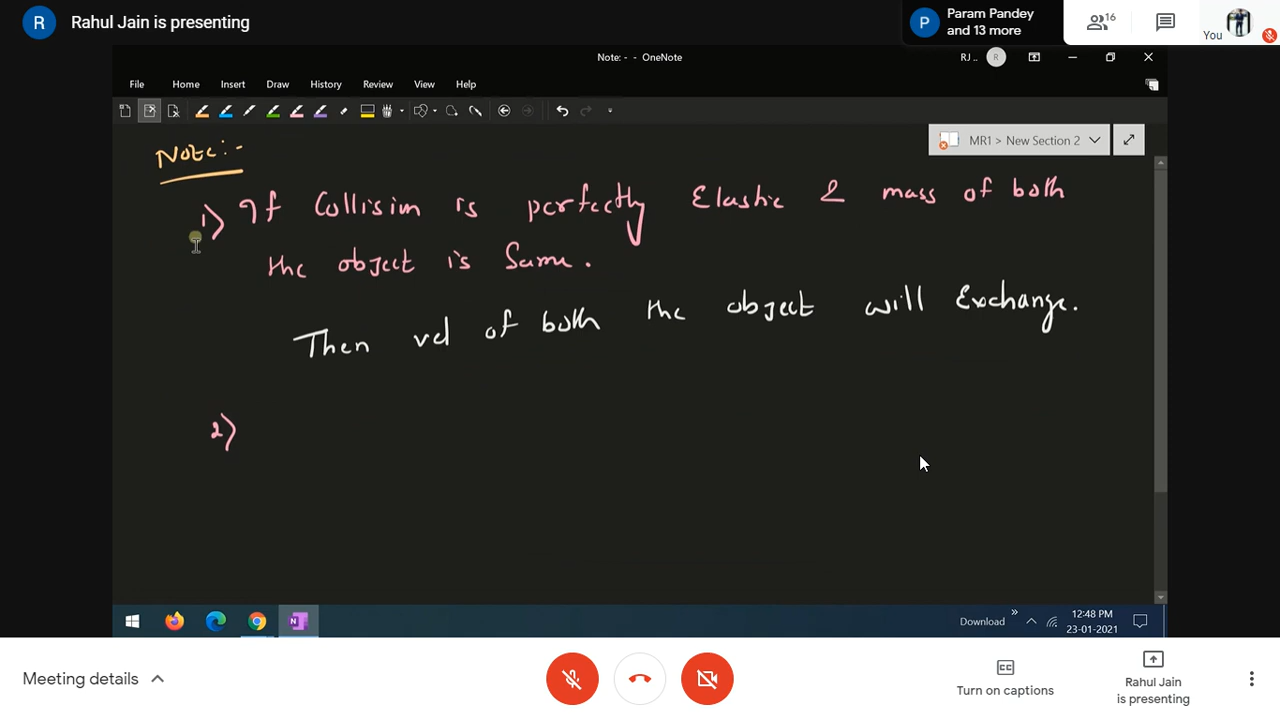 R Rahul Jain is presenting
P Param Pandey
and 13 more
16
You
Note: - - OneNote
RJ ..
R
File Home Insert Draw History Review View Help
MR1 > New Section 2
Note:-
1) If Collision is perfectly Elastic & mass of both
the object is Same.
Then vel of both the object will Exchange.
2)
Download
12:48 PM
23-01-2021
Meeting details
Turn on captions
Rahul Jain
is presenting